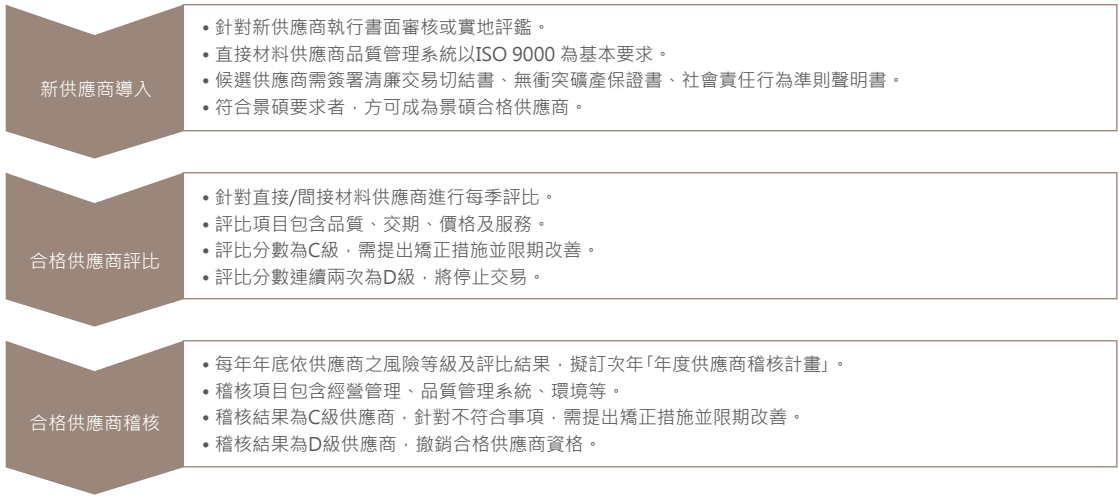 新供應商導入
• 針對新供應商執行書面審核或實地評鑑。
• 直接材料供應商品質管理系統以ISO 9000 為基本要求。
• 候選供應商需簽署清廉交易切結書、無衝突礦產保證書、社會責任行為準則聲明書。
• 符合景碩要求者，方可成為景碩合格供應商。
合格供應商評比
• 針對直接/間接材料供應商進行每季評比。
• 評比項目包含品質、交期、價格及服務。
• 評比分數為C級，需提出矯正措施並限期改善。
• 評比分數連續兩次為D級，將停止交易。
合格供應商稽核
• 每年年底依供應商之風險等級及評比結果，擬訂次年「年度供應商稽核計畫」。
• 稽核項目包含經營管理、品質管理系統、環境等。
• 稽核結果為C級供應商，針對不符合事項，需提出矯正措施並限期改善。
• 稽核結果為D級供應商，撤銷合格供應商資格。